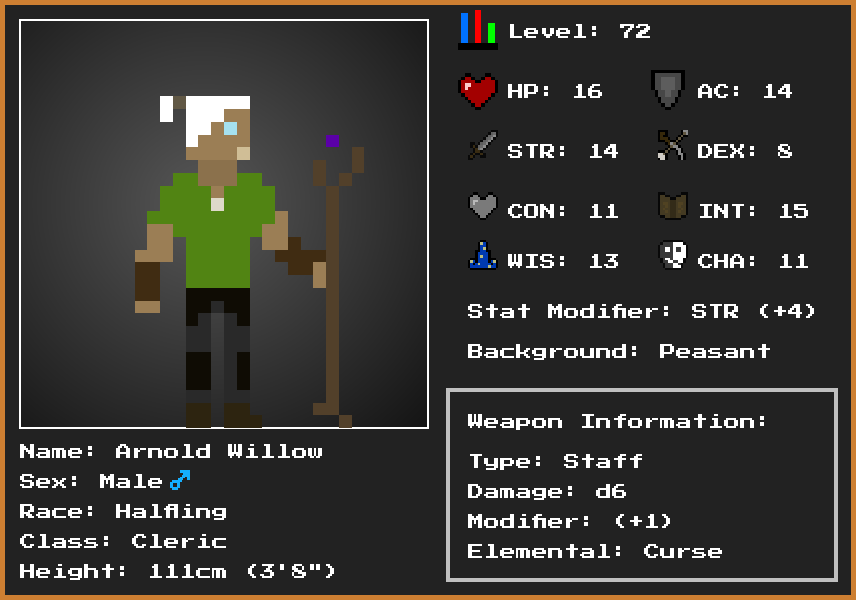 Level: 72
HP: 16
AC: 14
STR: 14
DEX: 8
CON: 11
INT: 15
WIS: 13
CHA: 11
Stat Modifier: STR (+4)
Background: Peasant
Weapon Information:
Type: Staff
Damage: d6
Modifier: (+1)
Elemental: Curse
Name: Arnold Willow
Sex: Male ♂
Race: Halfling
Class: Cleric
Height: 111cm (3'8")